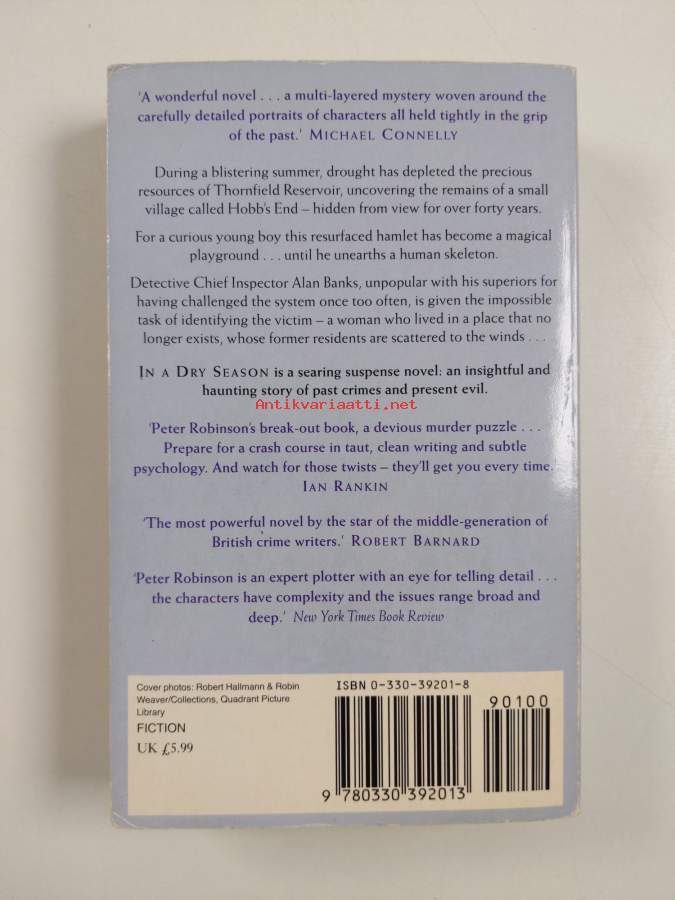 ‘A wonderful novel . . . a multi-layered mystery woven around the
carefully detailed portraits of characters all held tightly in the grip
of the past.’ MICHAEL CONNELLY
During a blistering summer, drought has depleted the precious
resources of Thornfield Reservoir, uncovering the remains of a small
village called Hobb's End – hidden from view for over forty years.
For a curious young boy this resurfaced hamlet has become a magical
playground . . . until he unearths a human skeleton.
Detective Chief Inspector Alan Banks, unpopular with his superiors for
having challenged the system once too often, is given the impossible
task of identifying the victim – a woman who lived in a place that no
longer exists, whose former residents are scattered to the winds . . .
IN A DRY SEASON is a searing suspense novel: an insightful and
haunting story of past crimes and present evil.
Antikvariaatti.net
‘Peter Robinson's break-out book, a devious murder puzzle . . .
Prepare for a crash course in taut, clean writing and subtle
psychology. And watch for those twists – they'll get you every time.’
IAN RANKIN
‘The most powerful novel by the star of the middle-generation of
British crime writers.’ ROBERT BARNARD
‘Peter Robinson is an expert plotter with an eye for telling detail . . .
the characters have complexity and the issues range broad and
deep.’ New York Times Book Review
Cover photos: Robert Hallmann & Robin
Weaver/Collections, Quadrant Picture
Library
FICTION
UK £5.99
ISBN 0-330-39201-8
90100
9 780330 392013